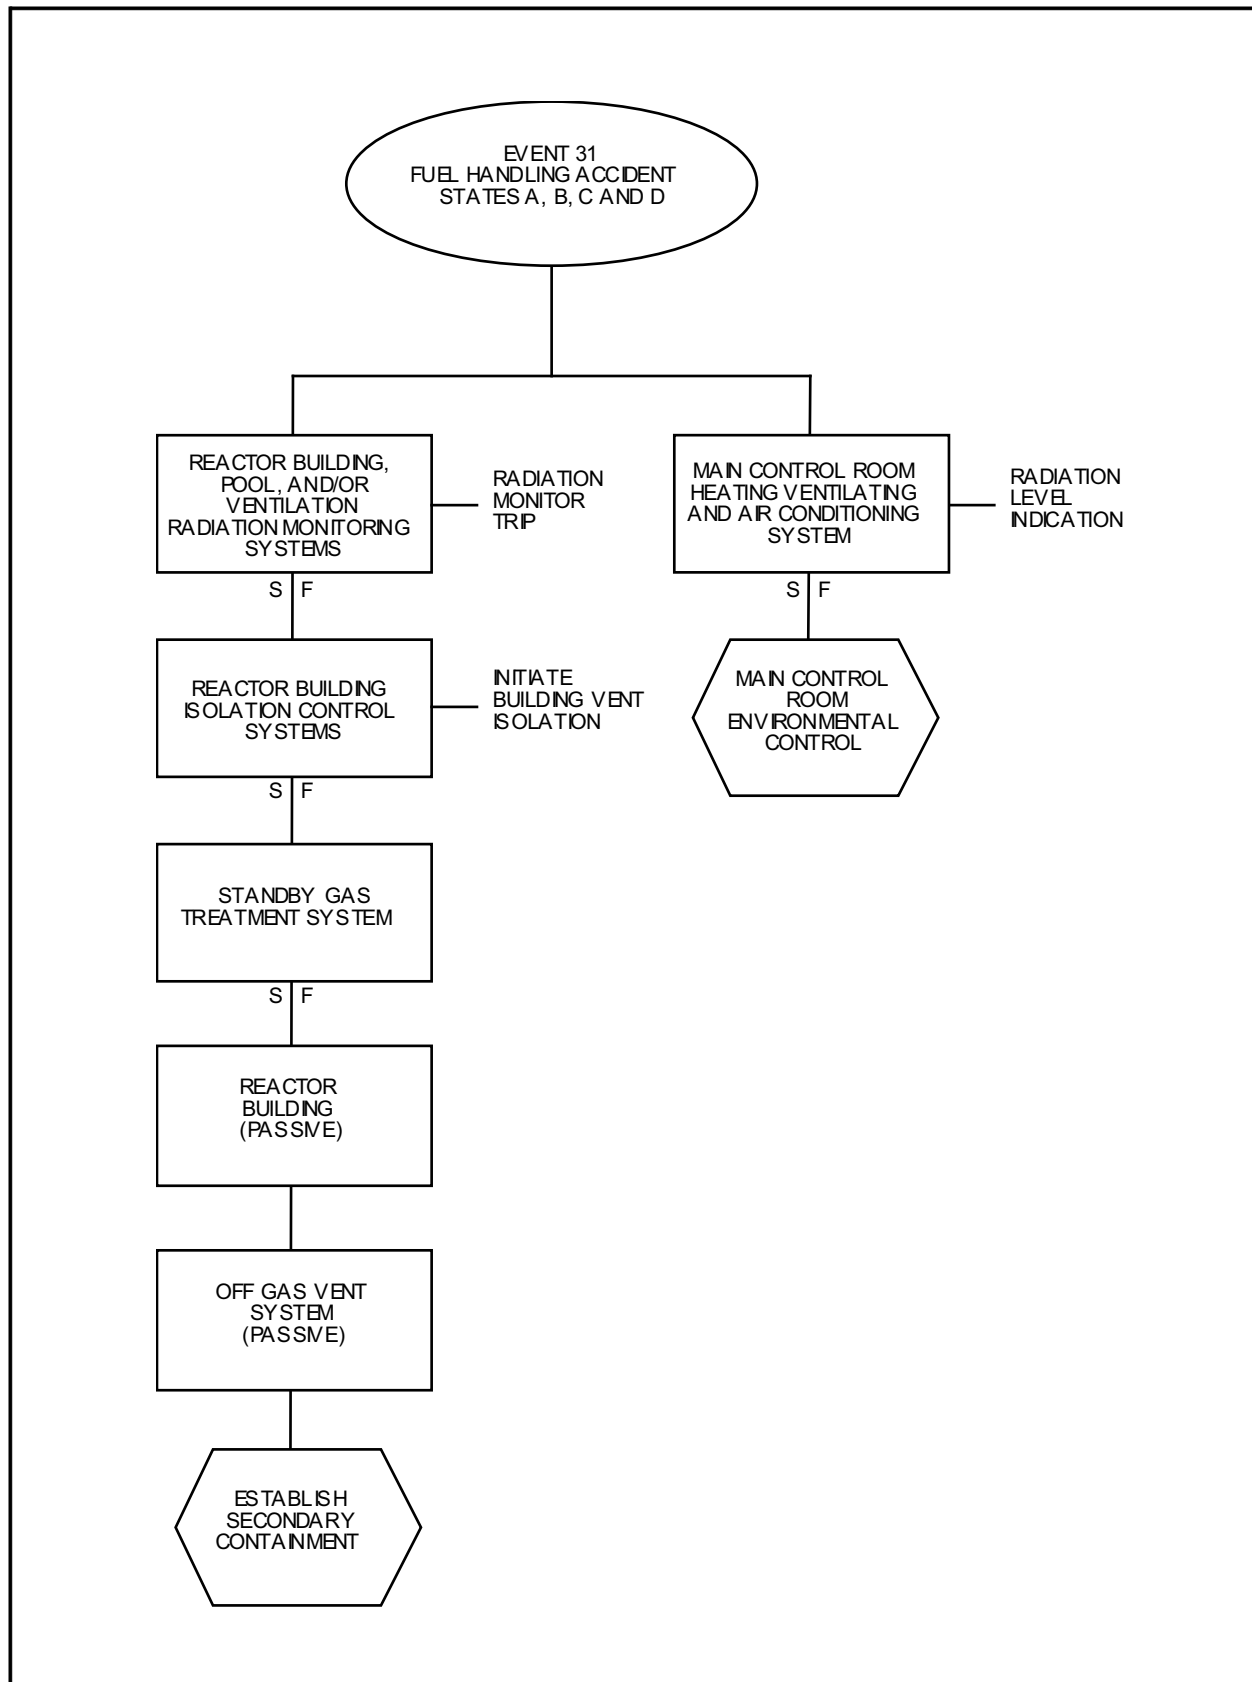 EVENT 31
FUEL HANDLING ACCIDENT
STATES A, B, C AND D
REACTOR BUILDING,
POOL, AND/OR
VENTILATION
RADIATION MONITORING
SYSTEMS
RADIATION
MONITOR
TRIP
MAIN CONTROL ROOM
HEATING VENTILATING
AND AIR CONDITIONING
SYSTEM
RADIATION
LEVEL
INDICATION
S F
S F
REACTOR BUILDING
ISOLATION CONTROL
SYSTEMS
INITIATE
BUILDING VENT
ISOLATION
MAIN CONTROL
ROOM
ENVIRONMENTAL
CONTROL
S F
STANDBY GAS
TREATMENT SYSTEM
S F
REACTOR
BUILDING
(PASSIVE)
OFF GAS VENT
SYSTEM
(PASSIVE)
ESTABLISH
SECONDARY
CONTAINMENT